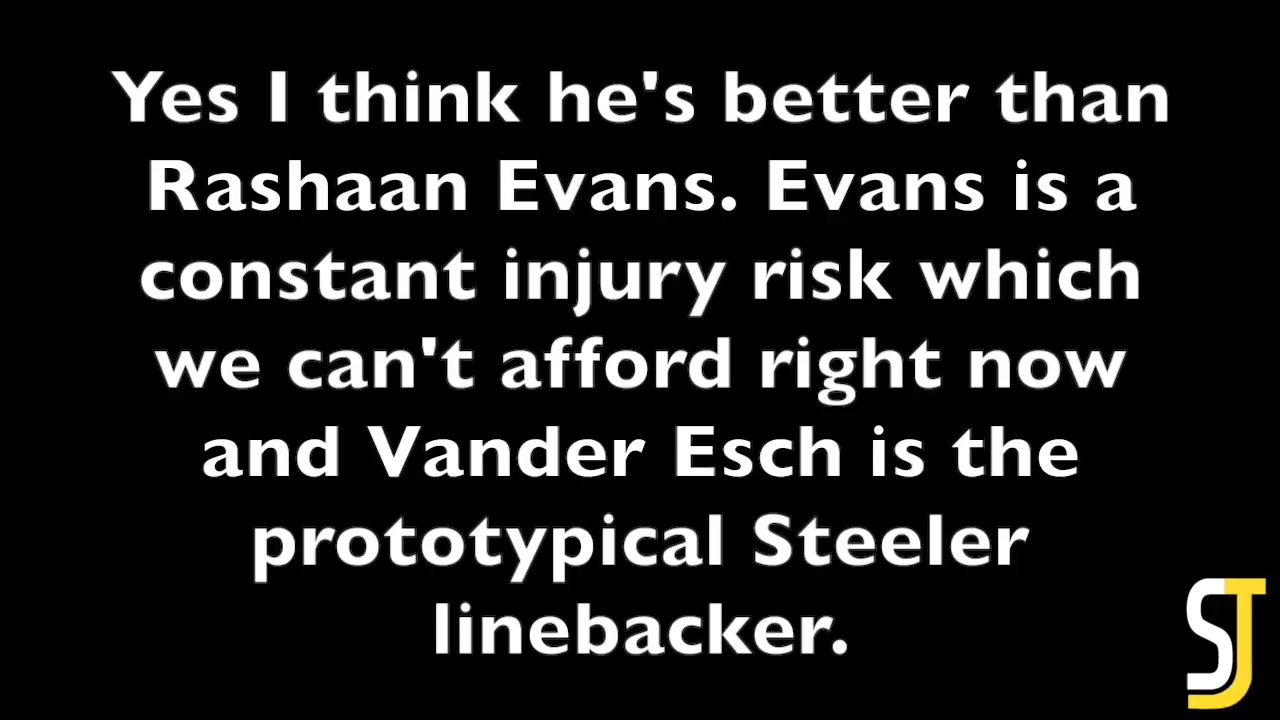 Yes I think he's better than
Rashaan Evans. Evans is a
constant injury risk which
we can't afford right now
and Vander Esch is the
prototypical Steeler
linebacker.
SJ